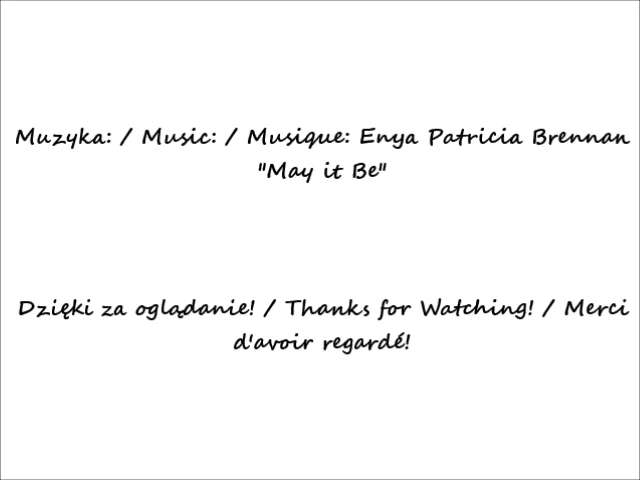 Muzyka: / Music: / Musique: Enya Patricia Brennan
"May it Be"
Dzięki za oglądanie! / Thanks for Watching! / Merci
d'avoir regardé!